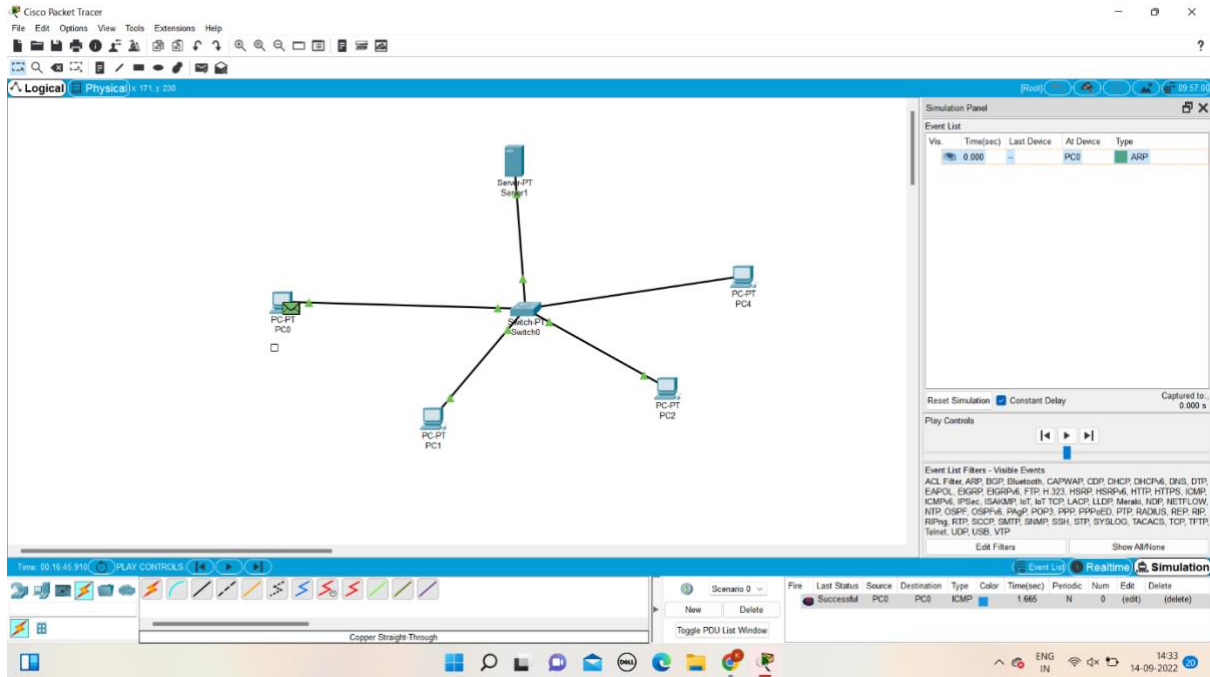 Cisco Packet Tracer
File Edit Options View Tools Extensions Help
?
Logical Physical x: 171, y: 230 [Root] 09:57:00
Simulation Panel
Event List
Vis. Time(sec) Last Device At Device Type
0.000 -- PC0 ARP
Server-PT
Server1
PC-PT
PC4
PC-PT
PC0
Switch-PT
Switch0
PC-PT
PC2
PC-PT
PC1
Reset Simulation Constant Delay Captured to:
0.000 s
Play Controls
Event List Filters - Visible Events
ACL Filter, ARP, BGP, Bluetooth, CAPWAP, CDP, DHCP, DHCPv6, DNS, DTP,
EAPOL, EIGRP, EIGRPv6, FTP, H.323, HSRP, HSRPv6, HTTP, HTTPS, ICMP,
ICMPv6, IPSec, ISAKMP, IoT, IoT TCP, LACP, LLDP, Meraki, NDP, NETFLOW,
NTP, OSPF, OSPFv6, PAgP, POP3, PPP, PPPoED, PTP, RADIUS, REP, RIP,
RIPng, RTP, SCCP, SMTP, SNMP, SSH, STP, SYSLOG, TACACS, TCP, TFTP,
Telnet, UDP, USB, VTP
Edit Filters Show All/None
Time: 00:16:45.910 PLAY CONTROLS: Event List Realtime Simulation
Scenario 0
New Delete
Toggle PDU List Window
Fire Last Status Source Destination Type Color Time(sec) Periodic Num Edit Delete
Successful PC0 PC0 ICMP 1.665 N 0 (edit) (delete)
Copper Straight-Through
DELL
ENG
IN
14:33
14-09-2022
20